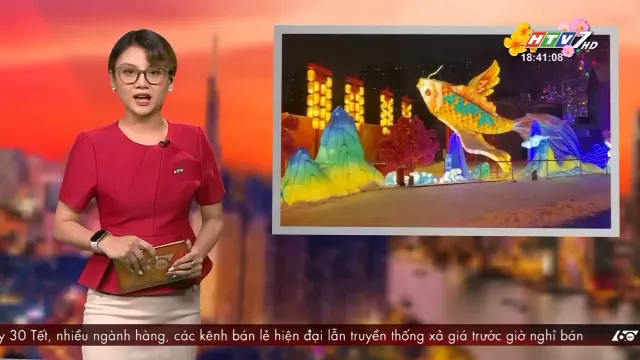 HTV7 HD
18:41:08
y 30 Tết, nhiều ngành hàng, các kênh bán lẻ hiện đại lẫn truyền thống xả giá trước giờ nghỉ bán